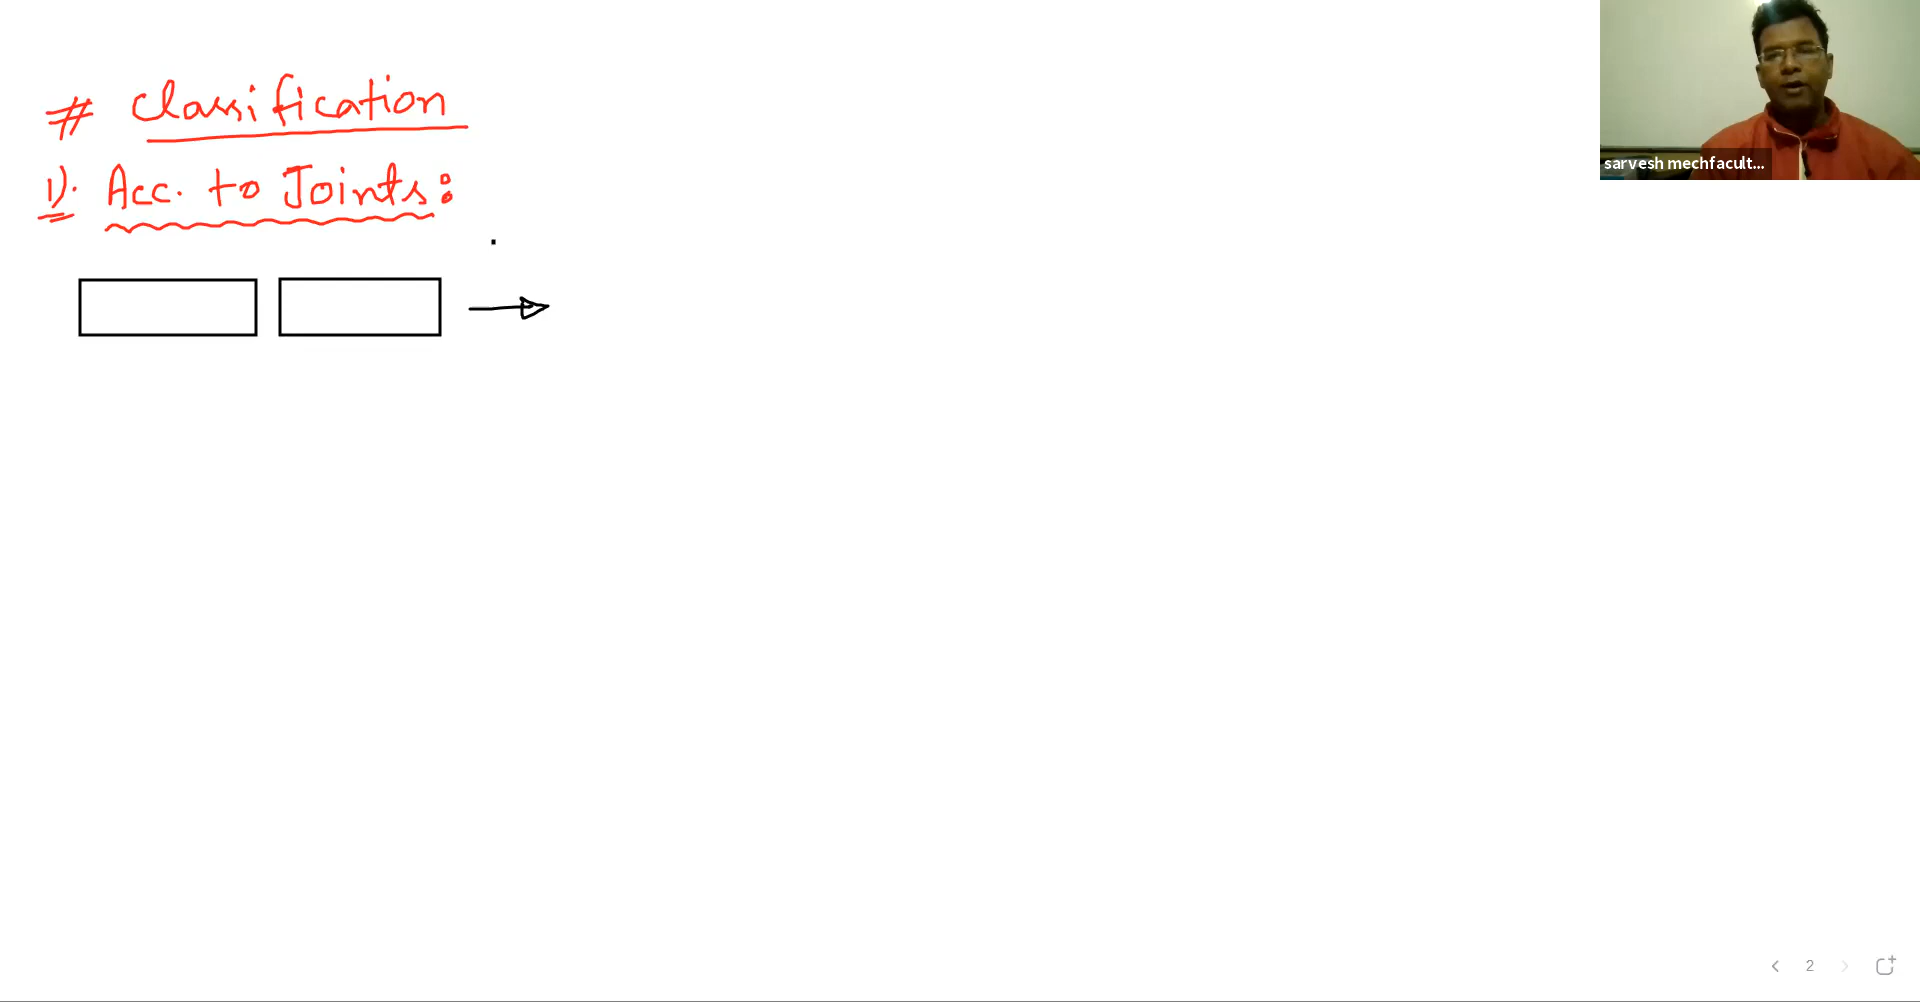 # Classification
1). Acc. to Joints:
sarvesh mechfacult...
2